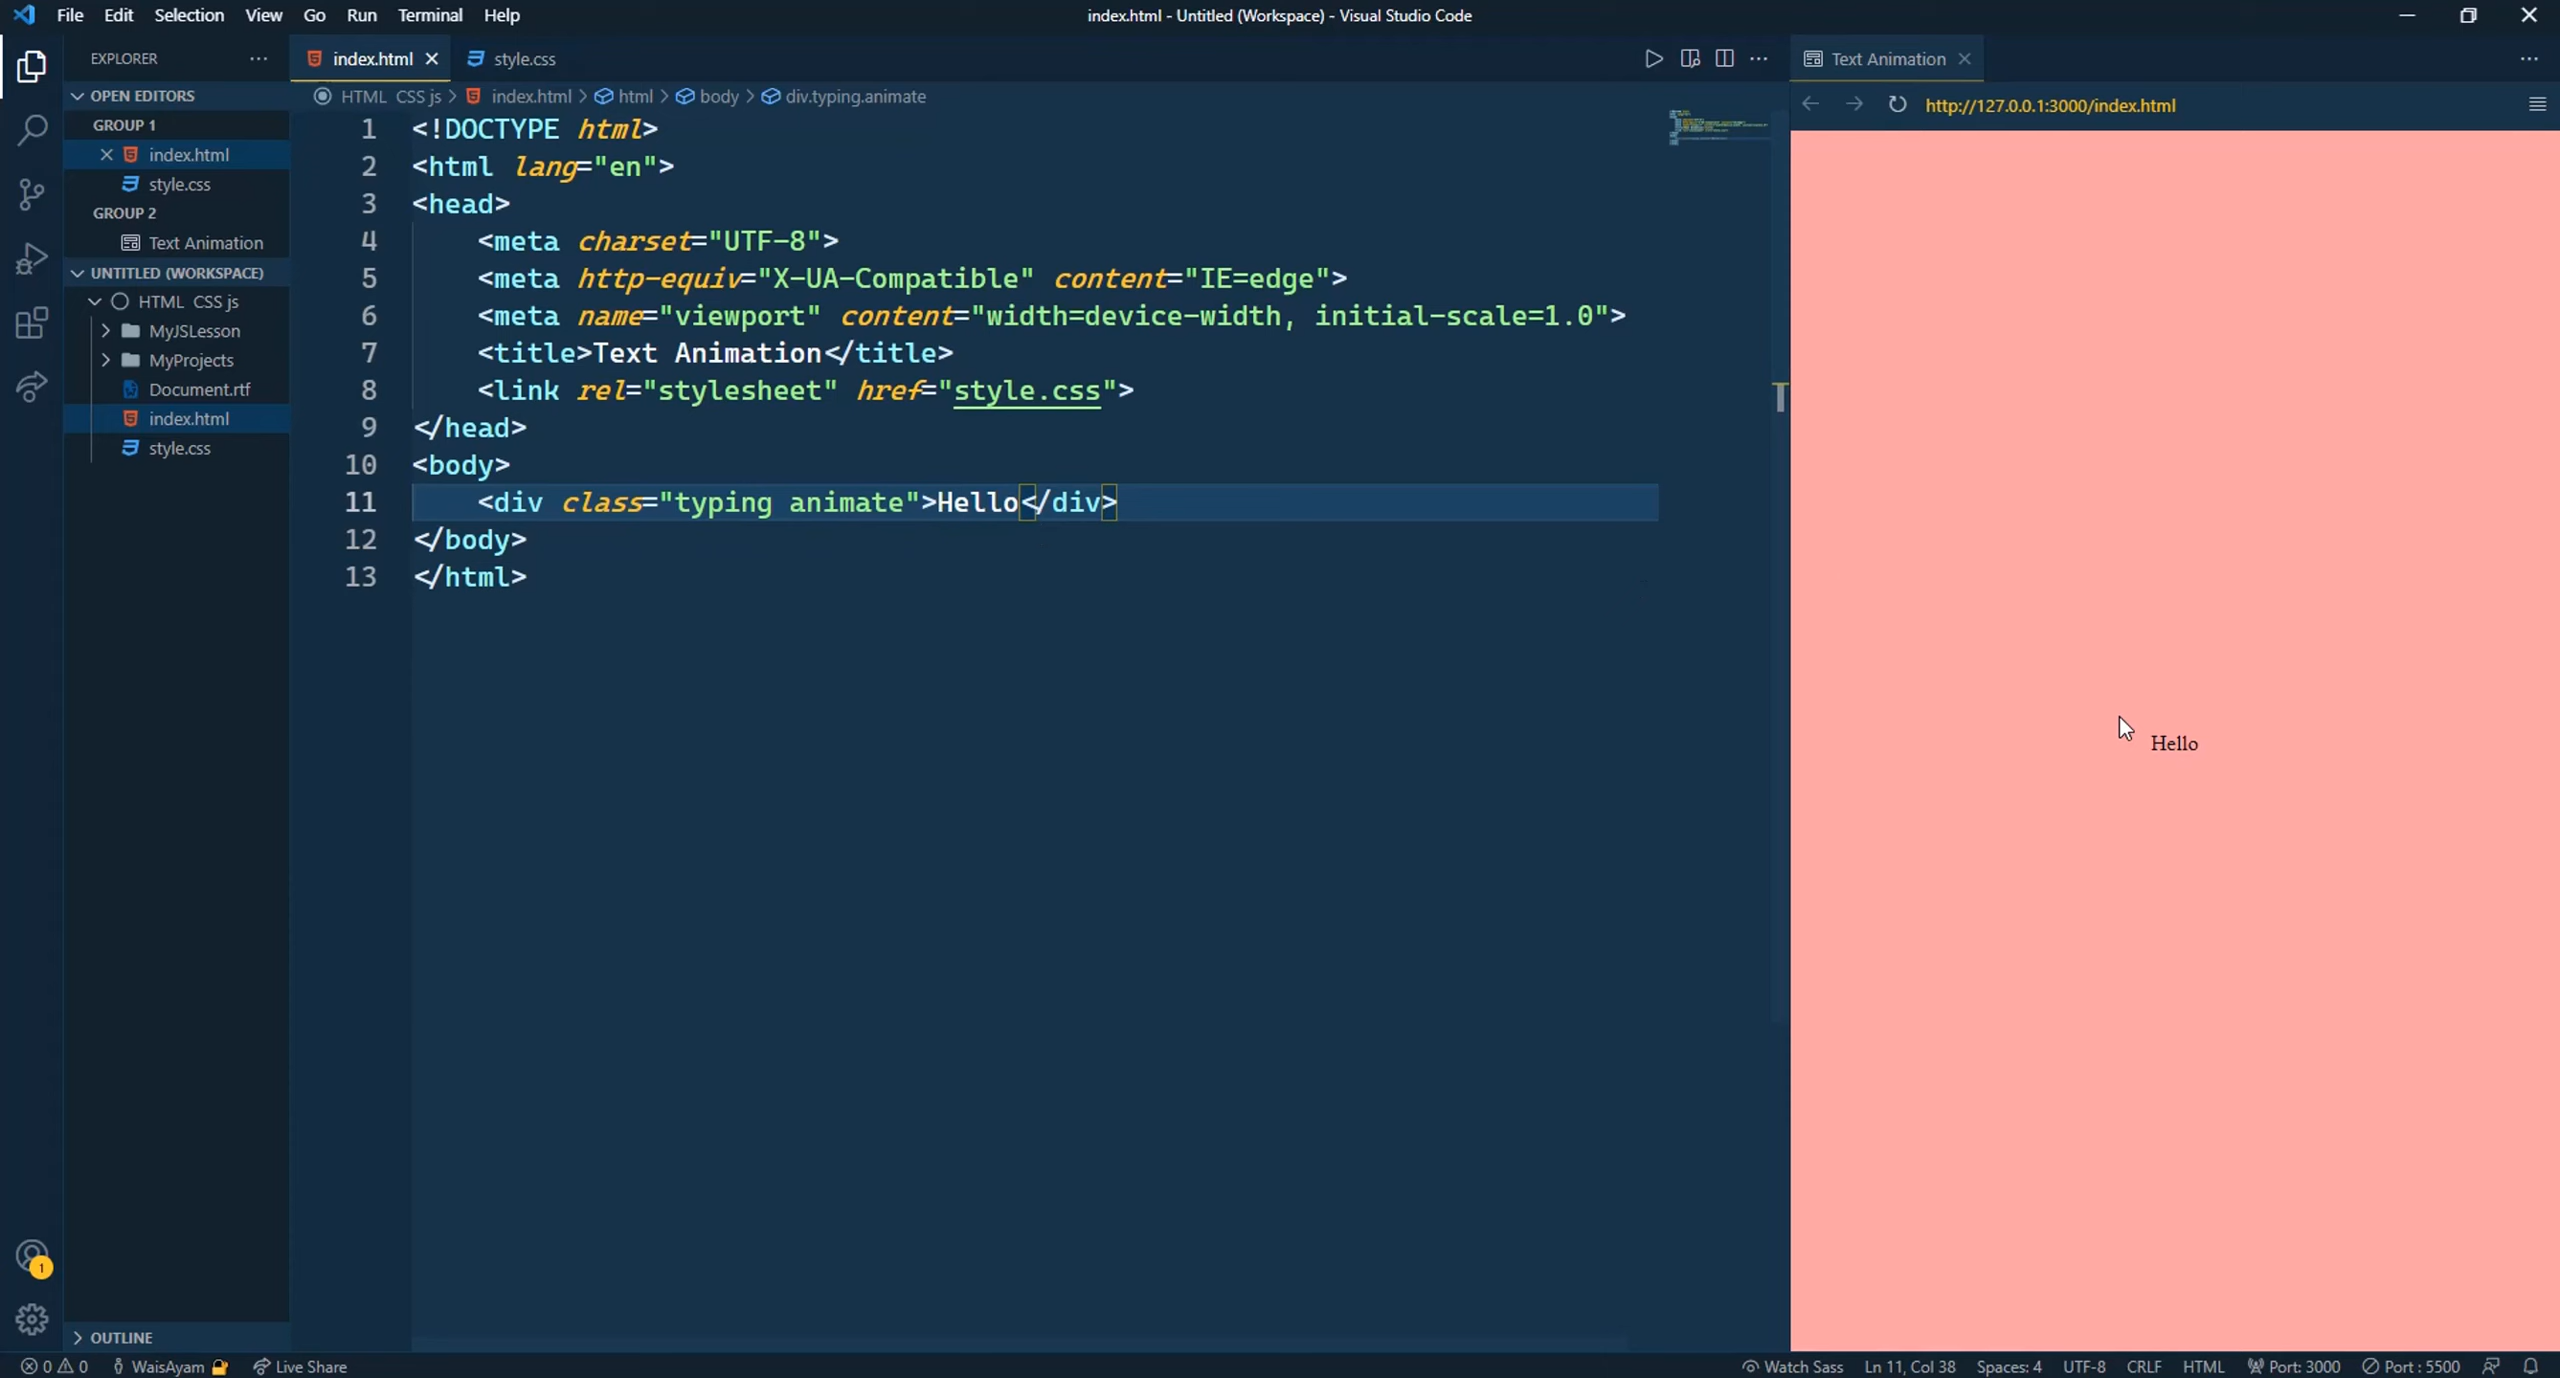 File Edit Selection View Go Run Terminal Help
index.html - Untitled (Workspace) - Visual Studio Code
EXPLORER
OPEN EDITORS
GROUP 1
index.html
style.css
GROUP 2
Text Animation
UNTITLED (WORKSPACE)
HTML CSS js
MyJSLesson
MyProjects
Document.rtf
index.html
style.css
OUTLINE
index.html
style.css
HTML CSS js > index.html > html > body > div.typing.animate
1 <!DOCTYPE html>
2 <html lang="en">
3 <head>
4 <meta charset="UTF-8">
5 <meta http-equiv="X-UA-Compatible" content="IE=edge">
6 <meta name="viewport" content="width=device-width, initial-scale=1.0">
7 <title>Text Animation</title>
8 <link rel="stylesheet" href="style.css">
9 </head>
10 <body>
11 <div class="typing animate">Hello</div>
12 </body>
13 </html>
Text Animation
http://127.0.0.1:3000/index.html
Hello
1
0 0 WaisAyam Live Share
Watch Sass Ln 11, Col 38 Spaces: 4 UTF-8 CRLF HTML Port: 3000 Port : 5500